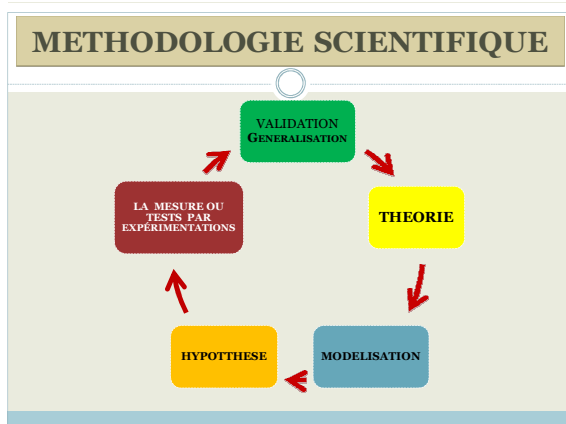 METHODOLOGIE SCIENTIFIQUE
VALIDATION
GENERALISATION
THEORIE
MODELISATION
HYPOTTHESE
LA MESURE OU
TESTS PAR
EXPÉRIMENTATIONS